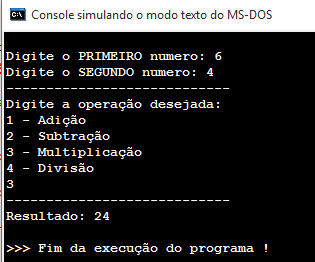 Console simulando o modo texto do MS-DOS
Digite o PRIMEIRO numero: 6
Digite o SEGUNDO numero: 4
-----------------------------
Digite a operação desejada:
1 - Adição
2 - Subtração
3 - Multiplicação
4 - Divisão
3
-----------------------------
Resultado: 24
>>> Fim da execução do programa !